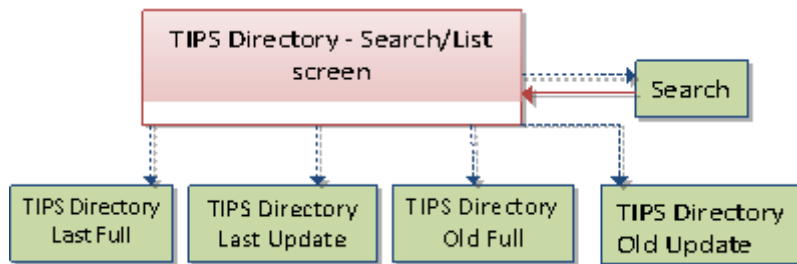 TIPS Directory - Search/List
screen
Search
TIPS Directory
Last Full
TIPS Directory
Last Update
TIPS Directory
Old Full
TIPS Directory
Old Update